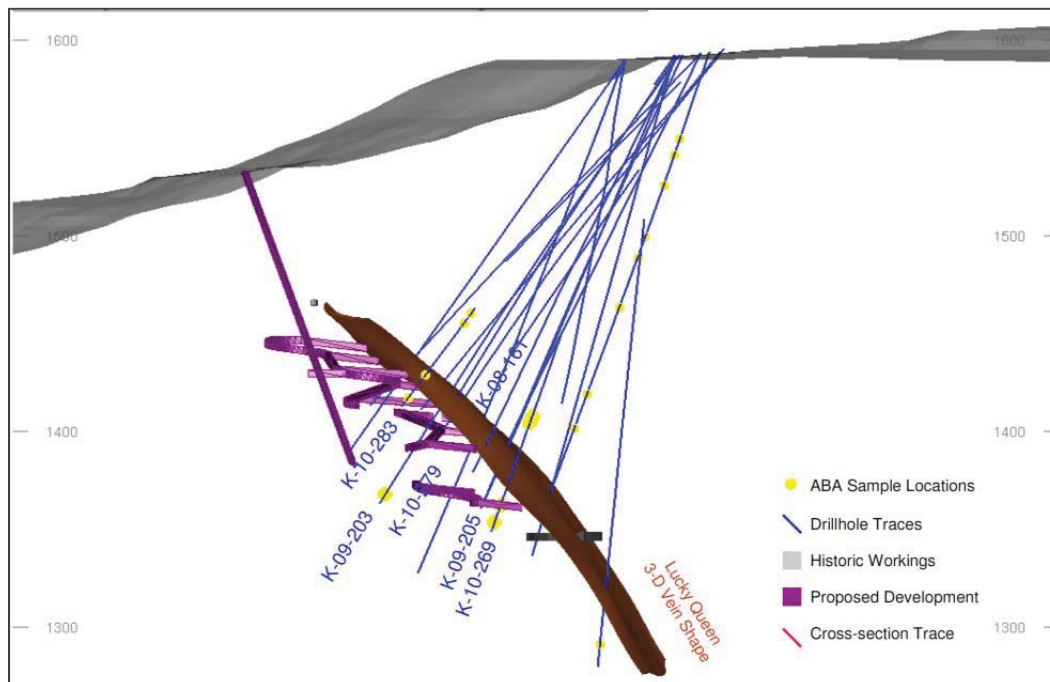 1600
1600
1500
1500
1400
1400
1300
1300
K-08-161
K-10-283
K-10-279
K-09-203
K-09-205
K-10-269
Lucky Queen
3-D Vein Shape
ABA Sample Locations
Drillhole Traces
Historic Workings
Proposed Development
Cross-section Trace